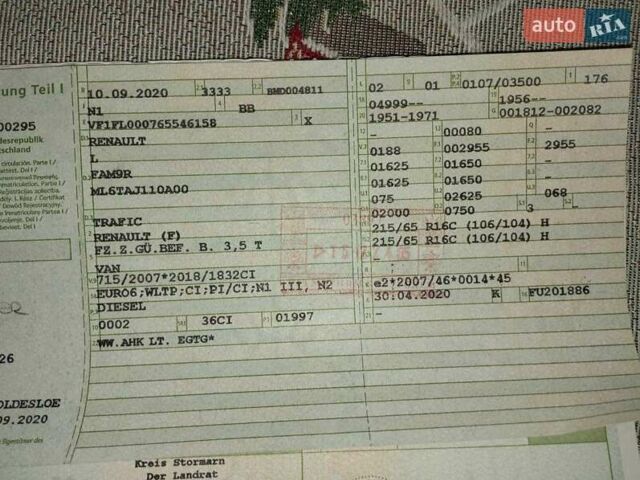 auto RIA.com
ung Teil I
00295
desrepublik
tschland
10.09.2020 3333 BMD004811
N1 BB
VF1FL000765546158 X
RENAULT
L
FAM9R
ML6TAJ110A00
TRAFIC
RENAULT (F)
FZ.Z.GÜ.BEF. B. 3,5 T
VAN
715/2007*2018/1832CI
EURO6;WLTP;CI;PI/CI;N1 III, N2
DIESEL
0002 36CI 01997
WW.AHK LT. EGTG*
02 01 0107/03500 176
04999-- 1956--
1951-1971 001812-002082
- 00080 -
0188 002955 2955
01625 01650 -
01625 01650 -
075 02625 068
02000 0750 3 -
215/65 R16C (106/104) H
215/65 R16C (106/104) H
e2*2007/46*0014*45
30.04.2020 K FU201886
-
26
OLDESLOE
09.2020
Kreis Stormarn
Der Landrat